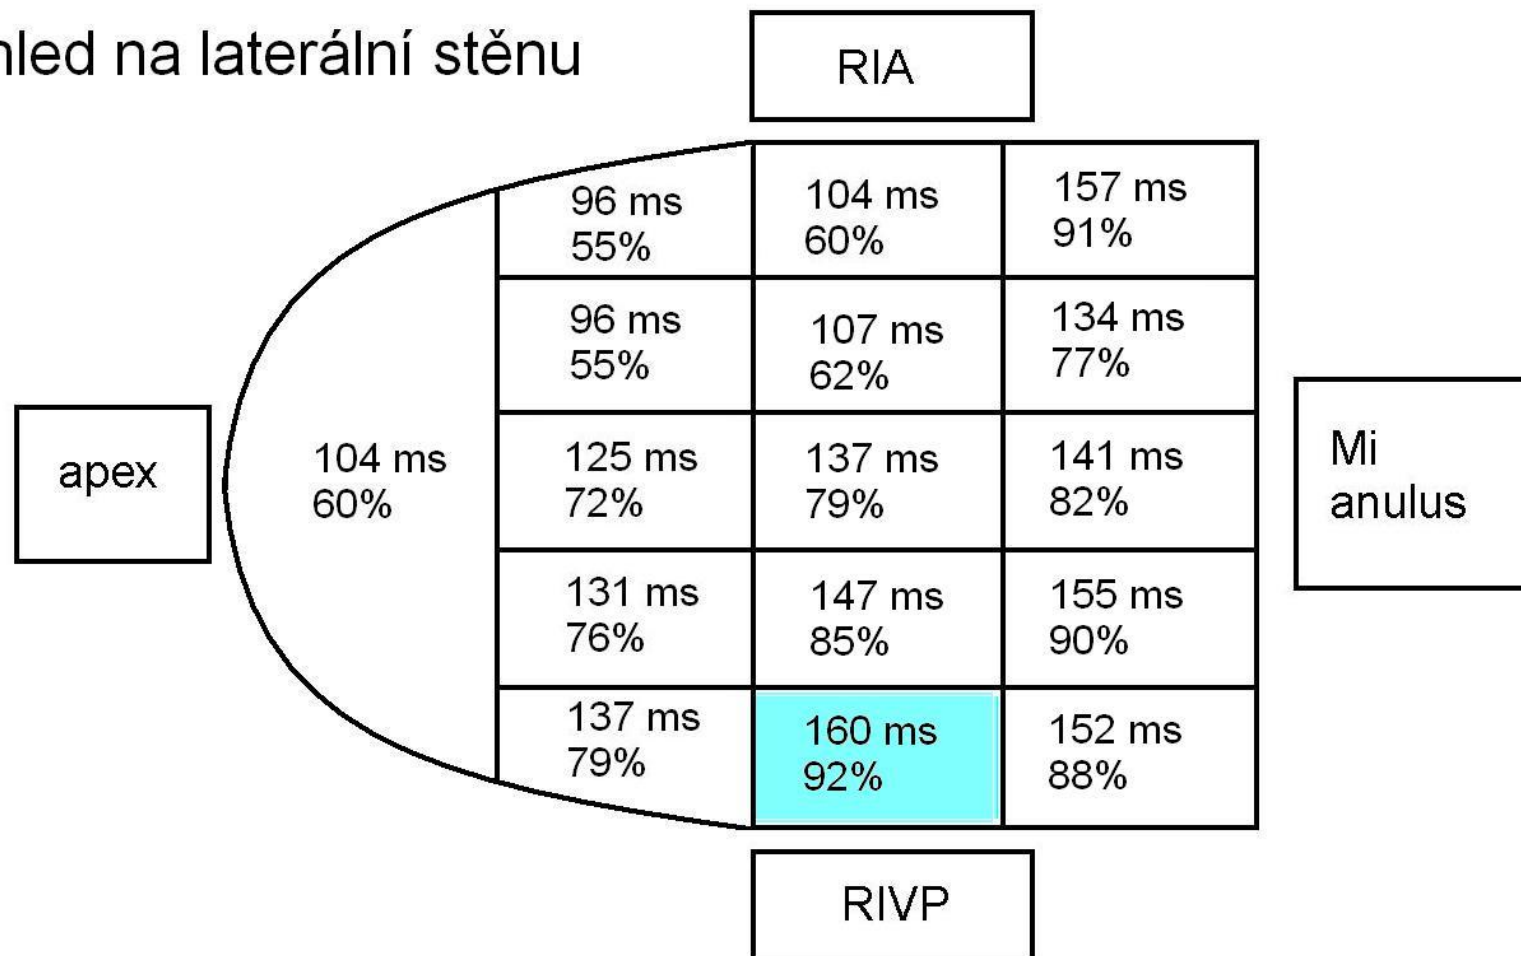 hled na laterální stěnu
RIA
96 ms
55%
104 ms
60%
157 ms
91%
96 ms
55%
107 ms
62%
134 ms
77%
apex
104 ms
60%
125 ms
72%
137 ms
79%
141 ms
82%
Mi
anulus
131 ms
76%
147 ms
85%
155 ms
90%
137 ms
79%
160 ms
92%
152 ms
88%
RIVP